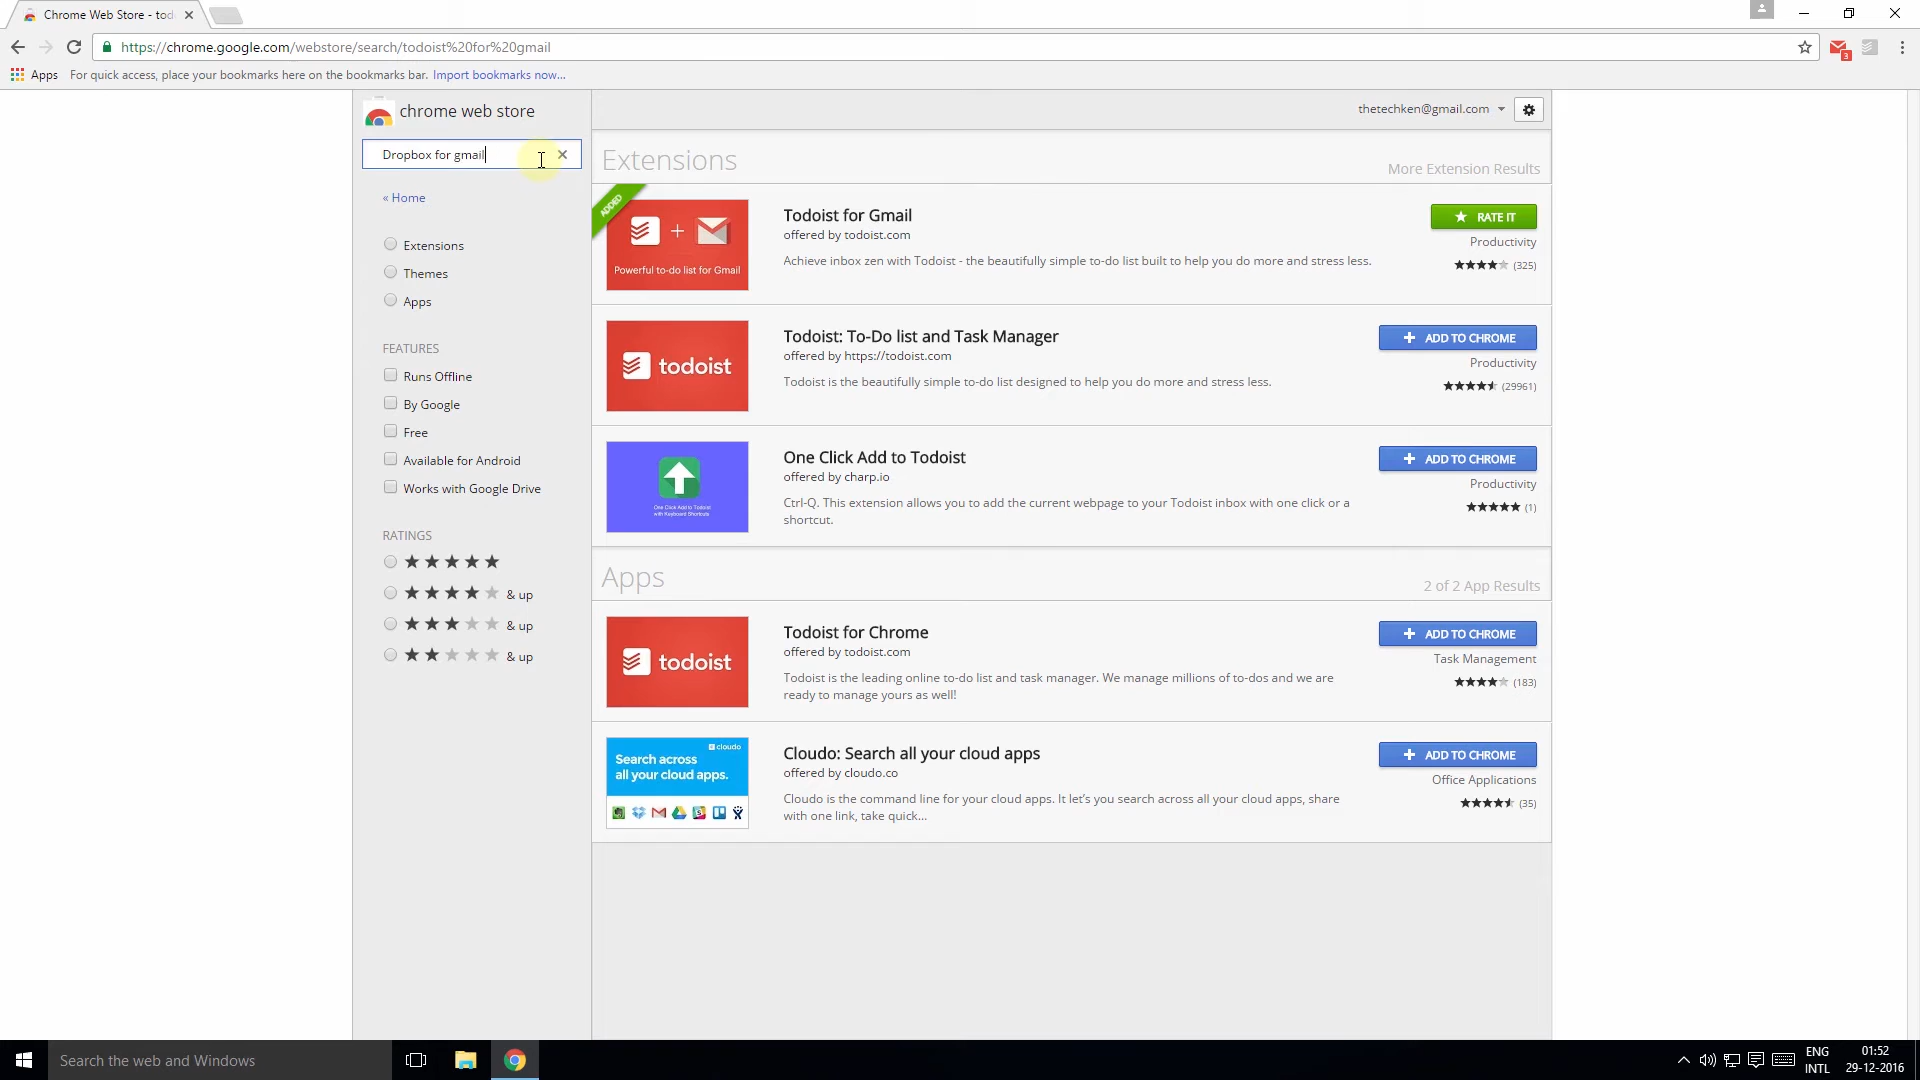 Chrome Web Store - tod
https://chrome.google.com/webstore/search/todoist%20for%20gmail
3
Apps For quick access, place your bookmarks here on the bookmarks bar. Import bookmarks now...
chrome web store
thetechken@gmail.com
Dropbox for gmail
« Home
Extensions
Themes
Apps
FEATURES
Runs Offline
By Google
Free
Available for Android
Works with Google Drive
RATINGS
& up
& up
& up
Extensions
More Extension Results
ADDED
+
Powerful to-do list for Gmail
Todoist for Gmail
offered by todoist.com
Achieve inbox zen with Todoist - the beautifully simple to-do list built to help you do more and stress less.
RATE IT
Productivity
(325)
todoist
Todoist: To-Do list and Task Manager
offered by https://todoist.com
Todoist is the beautifully simple to-do list designed to help you do more and stress less.
ADD TO CHROME
Productivity
(29961)
One Click Add to Todoist
with Keyboard Shortcuts
One Click Add to Todoist
offered by charp.io
Ctrl-Q. This extension allows you to add the current webpage to your Todoist inbox with one click or a
shortcut.
ADD TO CHROME
Productivity
(1)
Apps
2 of 2 App Results
todoist
Todoist for Chrome
offered by todoist.com
Todoist is the leading online to-do list and task manager. We manage millions of to-dos and we are
ready to manage yours as well!
ADD TO CHROME
Task Management
(183)
cloudo
Search across
all your cloud apps.
Cloudo: Search all your cloud apps
offered by cloudo.co
Cloudo is the command line for your cloud apps. It let's you search across all your cloud apps, share
with one link, take quick...
ADD TO CHROME
Office Applications
(35)
Search the web and Windows
ENG
INTL
01:52
29-12-2016